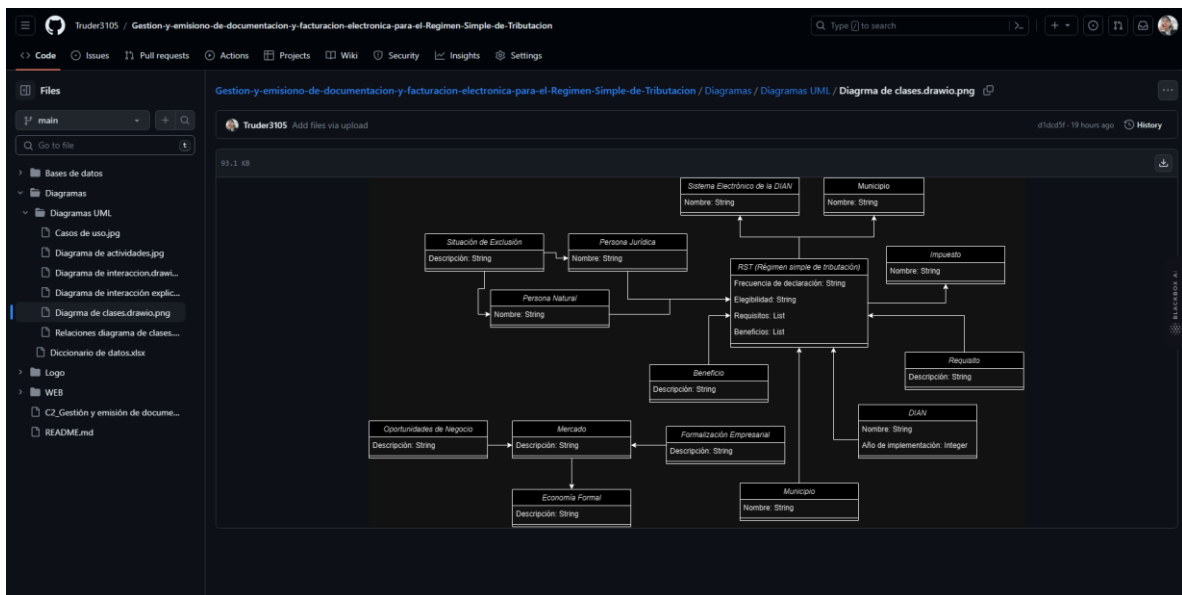 Truder3105 / Gestion-y-emisiono-de-documentacion-y-facturacion-electronica-para-el-Regimen-Simple-de-Tributacion
Type / to search
Code
Issues
Pull requests
Actions
Projects
Wiki
Security
Insights
Settings
Files
main
Go to file
t
Bases de datos
Diagramas
Diagramas UML
Casos de uso.jpg
Diagrama de actividades.jpg
Diagrama de interaccion.drawi...
Diagrama de interacción explic...
Diagrma de clases.drawio.png
Relaciones diagrama de clases....
Diccionario de datos.xlsx
Logo
WEB
C2_Gestión y emisión de docume...
README.md
Gestion-y-emisiono-de-documentacion-y-facturacion-electronica-para-el-Regimen-Simple-de-Tributacion / Diagramas / Diagramas UML / Diagrma de clases.drawio.png
Truder3105 Add files via upload
d1dcd5f · 19 hours ago
History
93.1 KB
Sistema Electrónico de la DIAN
Nombre: String
Municipio
Nombre: String
Situación de Exclusión
Descripción: String
Persona Jurídica
Nombre: String
Impuesto
Nombre: String
RST (Régimen simple de tributación)
Frecuencia de declaración: String
Elegibilidad: String
Requisitos: List
Beneficios: List
Persona Natural
Nombre: String
Beneficio
Descripción: String
Requisito
Descripción: String
DIAN
Nombre: String
Año de implementación: Integer
Oportunidades de Negocio
Descripción: String
Mercado
Descripción: String
Formalización Empresarial
Descripción: String
Economía Formal
Descripción: String
Municipio
Nombre: String
BLACKBOX AI